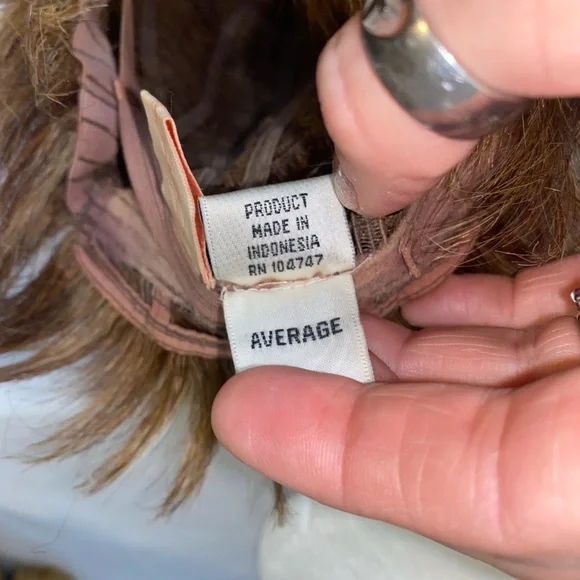 PRODUCT
MADE IN
INDONESIA
RN 104747
AVERAGE